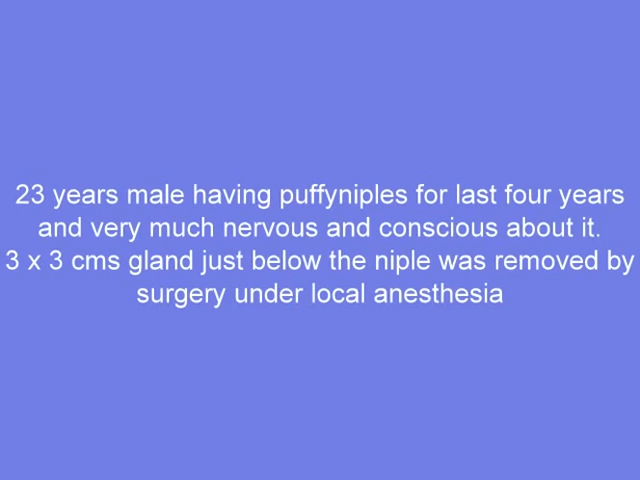 23 years male having puffyniples for last four years
and very much nervous and conscious about it.
3 x 3 cms gland just below the niple was removed by
surgery under local anesthesia